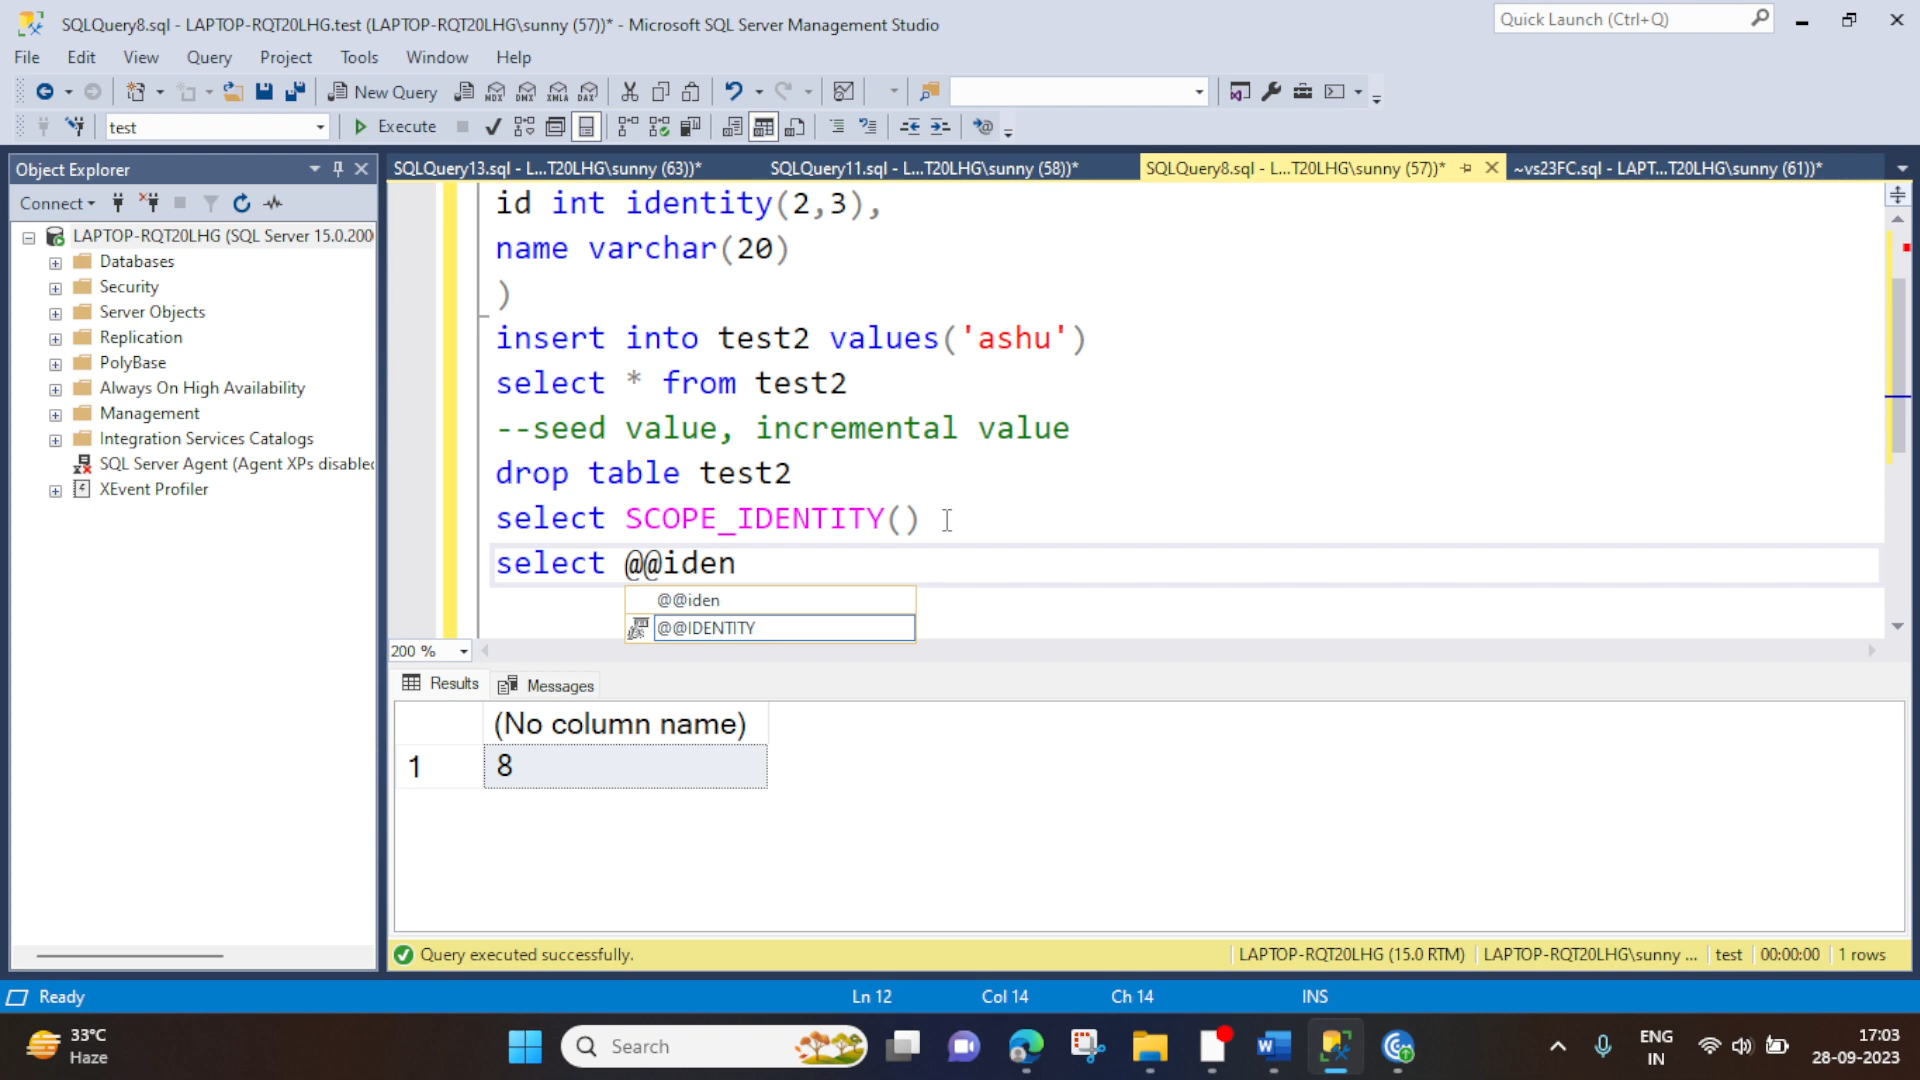 SQLQuery8.sql - LAPTOP-RQT20LHG.test (LAPTOP-RQT20LHG\sunny (57))* - Microsoft SQL Server Management Studio
Quick Launch (Ctrl+Q)
File Edit View Query Project Tools Window Help
New Query
MDX DMX XMLA DAX
test
Execute
Object Explorer
SQLQuery13.sql - L...T20LHG\sunny (63))*
SQLQuery11.sql - L...T20LHG\sunny (58))*
SQLQuery8.sql - L...T20LHG\sunny (57))*
~vs23FC.sql - LAPT...T20LHG\sunny (61))*
Connect
LAPTOP-RQT20LHG (SQL Server 15.0.200
Databases
Security
Server Objects
Replication
PolyBase
Always On High Availability
Management
Integration Services Catalogs
SQL Server Agent (Agent XPs disabled
XEvent Profiler
id int identity(2,3),
name varchar(20)
)
insert into test2 values('ashu')
select * from test2
--seed value, incremental value
drop table test2
select SCOPE_IDENTITY()
select @@iden
@@iden
@@IDENTITY
200 %
Results
Messages
(No column name)
1 8
Query executed successfully.
LAPTOP-RQT20LHG (15.0 RTM)
LAPTOP-RQT20LHG\sunny ...
test
00:00:00
1 rows
Ready
Ln 12
Col 14
Ch 14
INS
33°C
Haze
Search
ENG
IN
17:03
28-09-2023